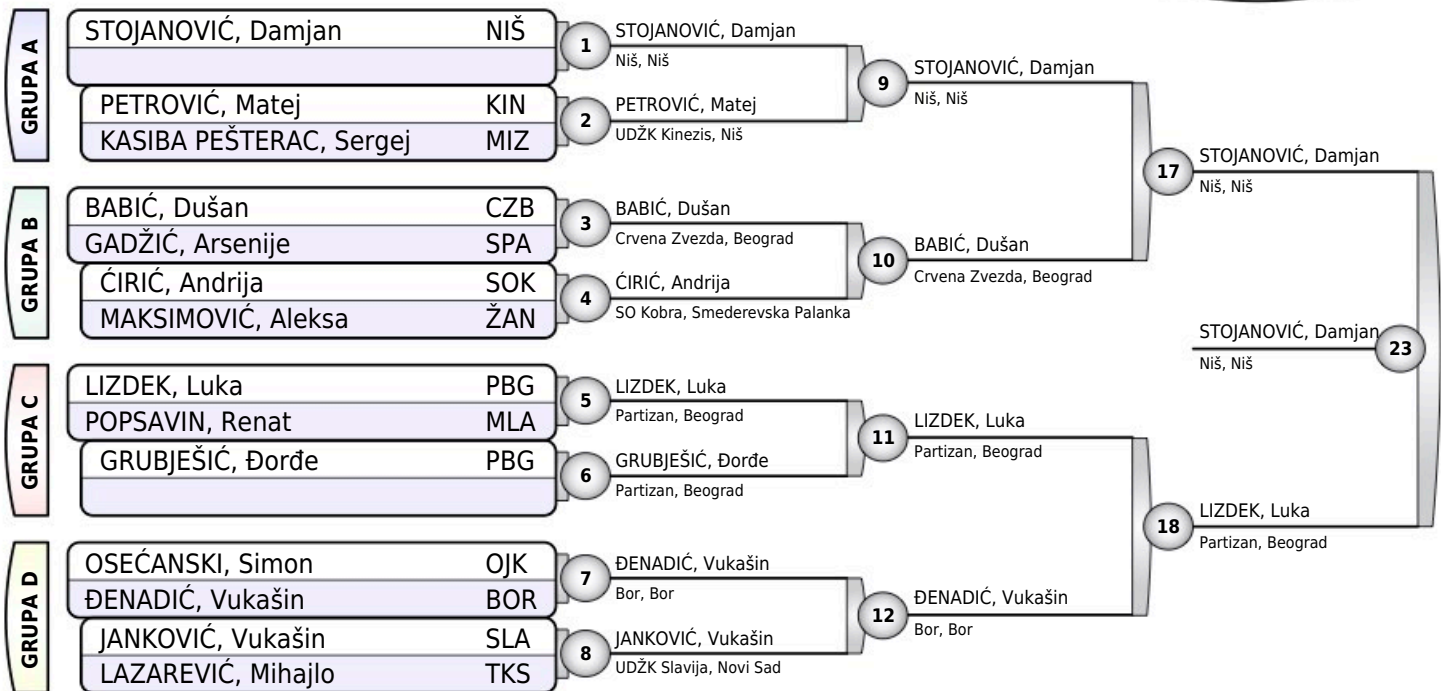 GRUPA A
STOJANOVIĆ, Damjan NIŠ
PETROVIĆ, Matej KIN
KASIBA PEŠTERAC, Sergej MIZ
GRUPA B
BABIĆ, Dušan CZB
GADŽIĆ, Arsenije SPA
ĆIRIĆ, Andrija SOK
MAKSIMOVIĆ, Aleksa ŽAN
GRUPA C
LIZDEK, Luka PBG
POPSAVIN, Renat MLA
GRUBJEŠIĆ, Đorđe PBG
GRUPA D
OSEĆANSKI, Simon OJK
ĐENADIĆ, Vukašin BOR
JANKOVIĆ, Vukašin SLA
LAZAREVIĆ, Mihajlo TKS
1
STOJANOVIĆ, Damjan
Niš, Niš
2
PETROVIĆ, Matej
UDŽK Kinezis, Niš
3
BABIĆ, Dušan
Crvena Zvezda, Beograd
4
ĆIRIĆ, Andrija
SO Kobra, Smederevska Palanka
5
LIZDEK, Luka
Partizan, Beograd
6
GRUBJEŠIĆ, Đorđe
Partizan, Beograd
7
ĐENADIĆ, Vukašin
Bor, Bor
8
JANKOVIĆ, Vukašin
UDŽK Slavija, Novi Sad
9
STOJANOVIĆ, Damjan
Niš, Niš
10
BABIĆ, Dušan
Crvena Zvezda, Beograd
11
LIZDEK, Luka
Partizan, Beograd
12
ĐENADIĆ, Vukašin
Bor, Bor
17
STOJANOVIĆ, Damjan
Niš, Niš
18
LIZDEK, Luka
Partizan, Beograd
STOJANOVIĆ, Damjan
Niš, Niš
23